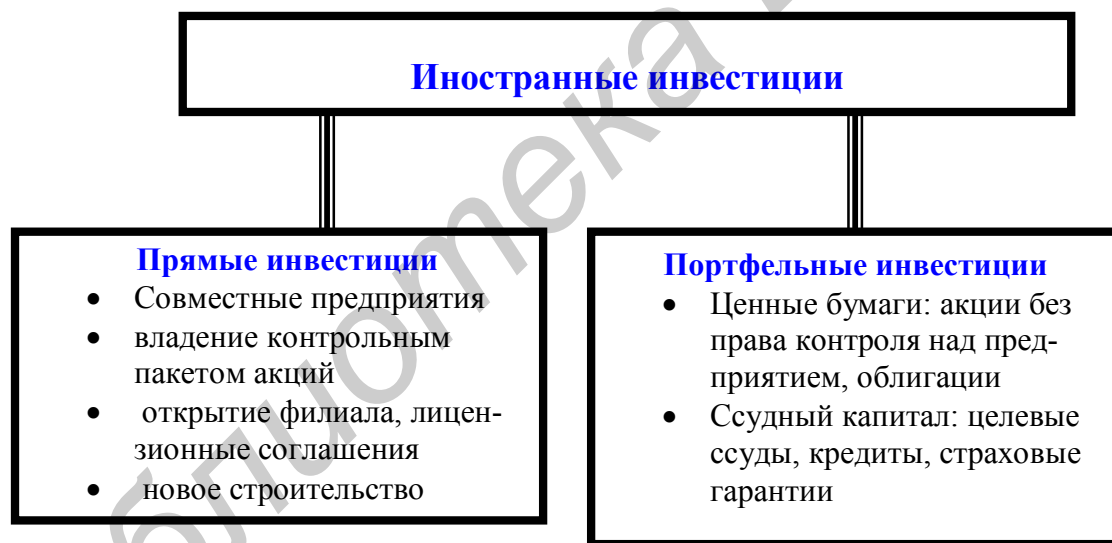 Иностранные инвестиции
Прямые инвестиции
• Совместные предприятия
• владение контрольным
пакетом акций
• открытие филиала, лицен-
зионные соглашения
• новое строительство
Портфельные инвестиции
• Ценные бумаги: акции без
права контроля над пред-
приятием, облигации
• Ссудный капитал: целевые
ссуды, кредиты, страховые
гарантии
блиотека